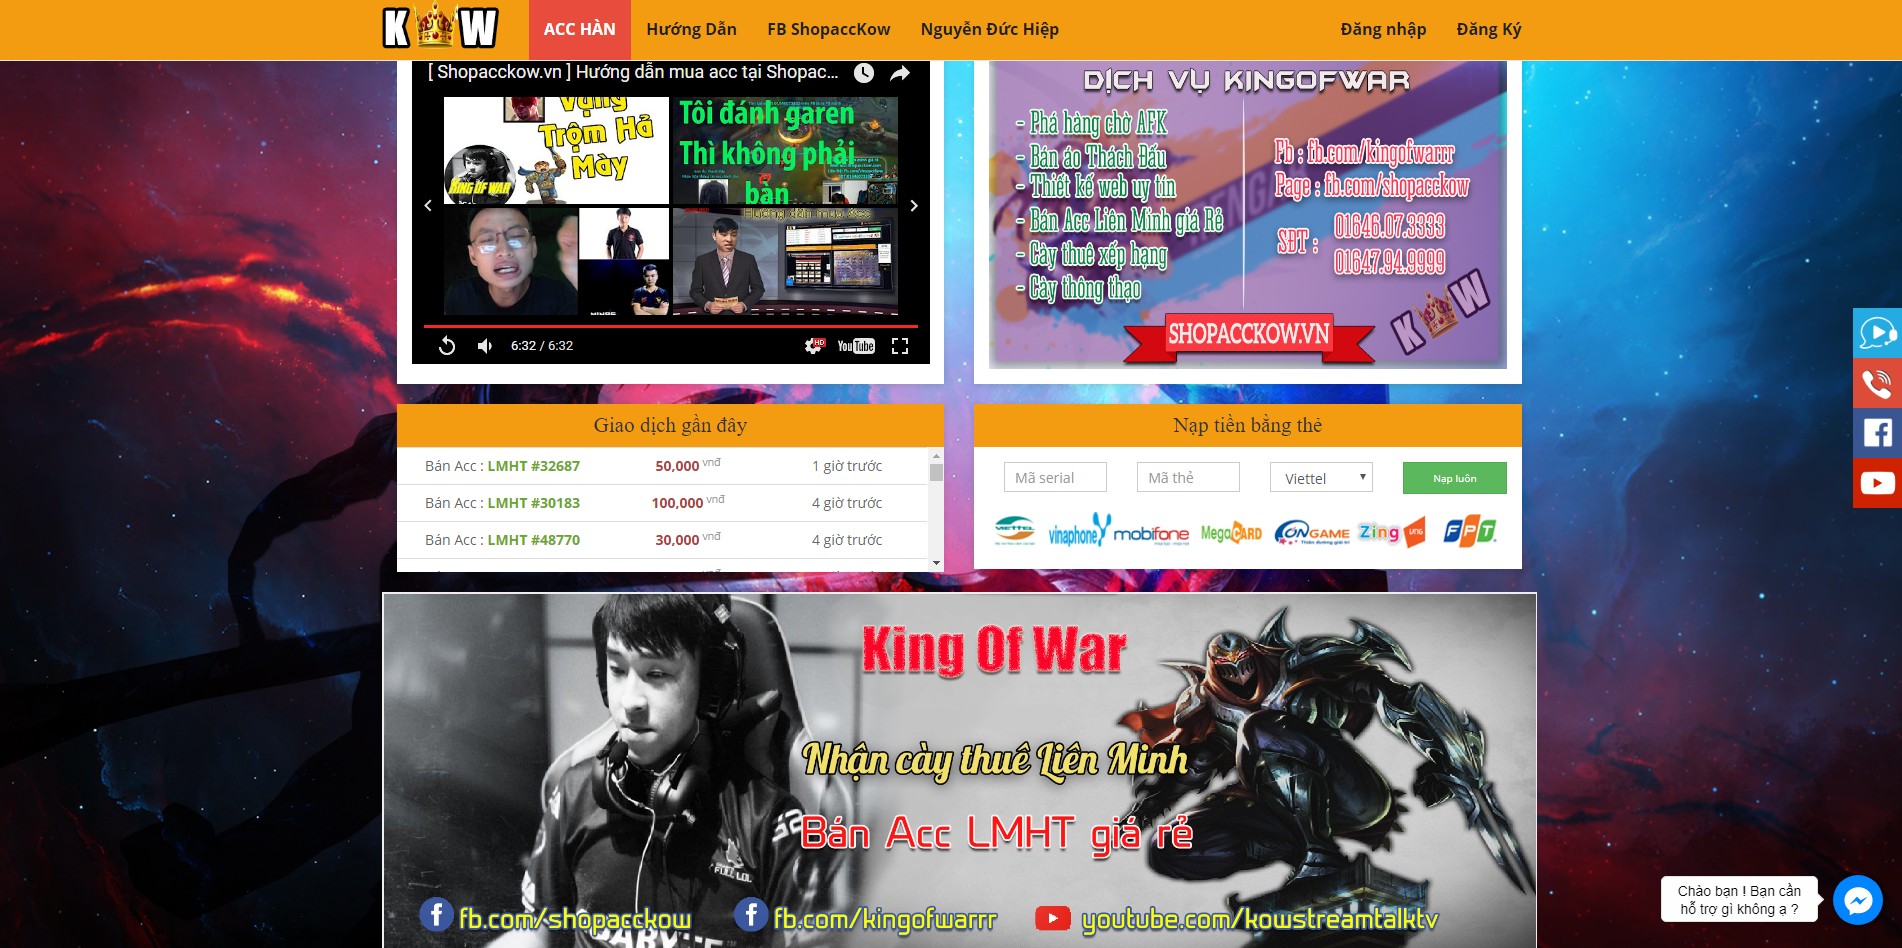 KOW
ACC HÀN
Hướng Dẫn
FB ShopaccKow
Nguyễn Đức Hiệp
Đăng nhập
Đăng Ký
[ Shopacckow.vn ] Hướng dẫn mua acc tại Shopac...
Vạng
Trộm Hả
Mày
KING OF WAR
Tôi đánh garen
Thì không phải
bàn
Hướng dẫn mua Acc
6:32 / 6:32
HD
YouTube
DỊCH VỤ KINGOFWAR
- Phá hàng chờ AFK
- Bán áo Thách Đấu
- Thiết kế web uy tín
- Bán Acc Liên Minh giá Rẻ
- Cày thuê xếp hạng
- Cày thông thạo
Fb : fb.com/kingofwarrr
Page : fb.com/shopacckow
SĐT :
01646.07.3333
01647.94.9999
KOW
SHOPACCKOW.VN
Giao dịch gần đây
Bán Acc : LMHT #32687 50,000 vnđ 1 giờ trước
Bán Acc : LMHT #30183 100,000 vnđ 4 giờ trước
Bán Acc : LMHT #48770 30,000 vnđ 4 giờ trước
Nạp tiền bằng thẻ
Mã serial
Mã thẻ
Viettel
Nạp luôn
VIETTEL
vinaphone
mobifone
MegaCARD
ONGAME
Zing
VNG
FPT
King Of War
Nhận cày thuê Liên Minh
Bán Acc LMHT giá rẻ
FULL LOL
fb.com/shopacckow
fb.com/kingofwarrr
youtube.com/kowstreamtalktv
Chào bạn ! Bạn cần
hỗ trợ gì không ạ ?